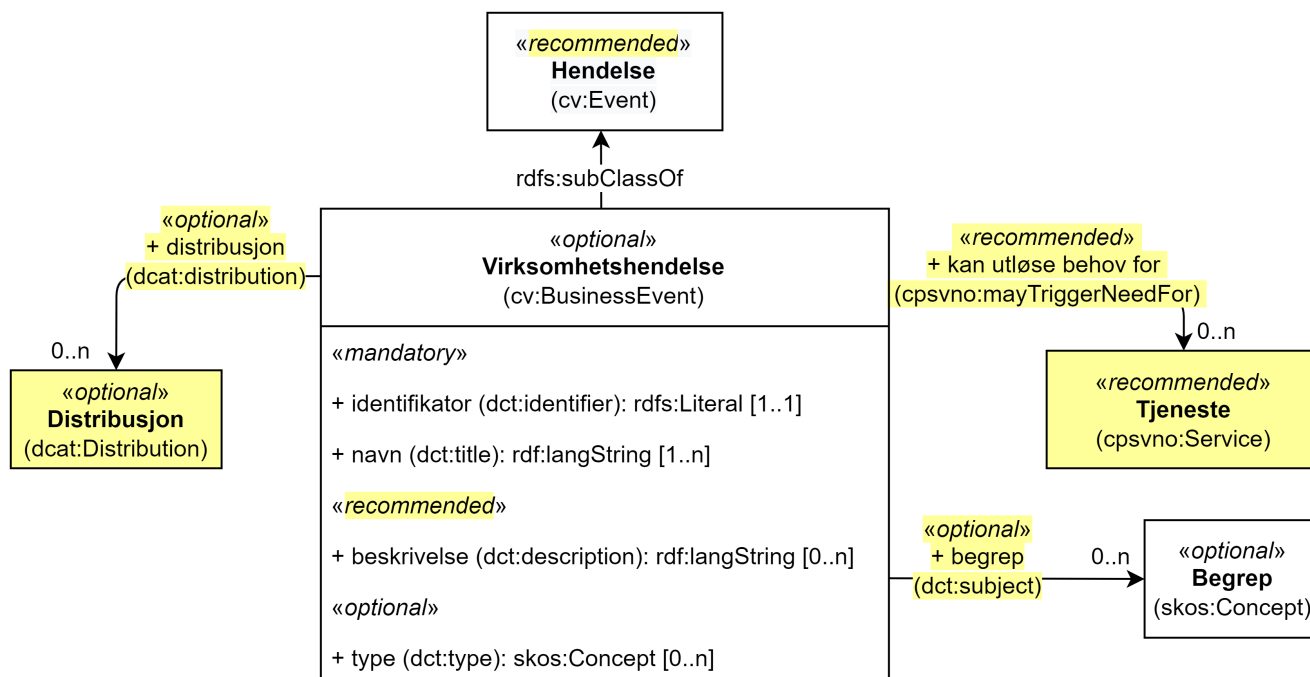 «recommended»
Hendelse
(cv:Event)
rdfs:subClassOf
«optional»
+ distribusjon
(dcat:distribution)
0..n
«optional»
Distribusjon
(dcat:Distribution)
«optional»
Virksomhetshendelse
(cv:BusinessEvent)
«mandatory»
+ identifikator (dct:identifier): rdfs:Literal [1..1]
+ navn (dct:title): rdf:langString [1..n]
«recommended»
+ beskrivelse (dct:description): rdf:langString [0..n]
«optional»
+ type (dct:type): skos:Concept [0..n]
«recommended»
+ kan utløse behov for
(cpsvno:mayTriggerNeedFor)
0..n
«recommended»
Tjeneste
(cpsvno:Service)
«optional»
+ begrep
(dct:subject)
0..n
«optional»
Begrep
(skos:Concept)